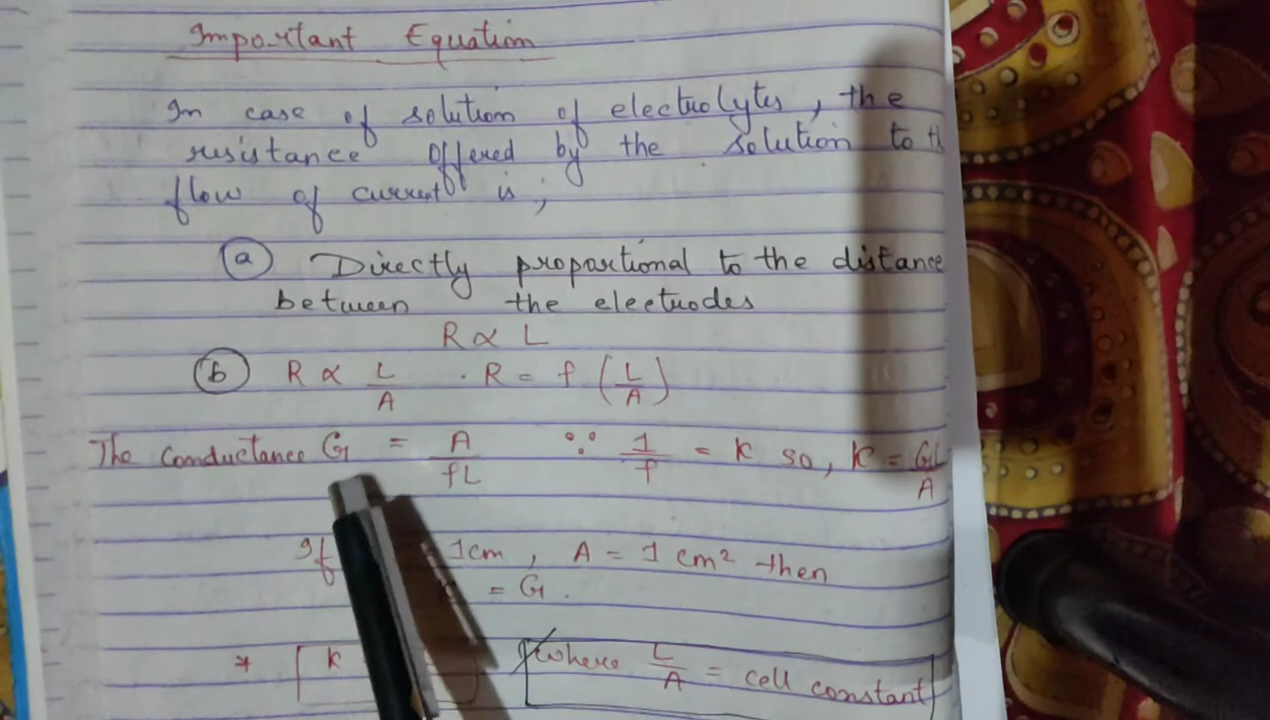 Important Equation
In case of solution of electrolytes, the
resistance offered by the solution to
flow of current is;
(a) Directly proportional to the distance
between the electrodes
R ∝ L
(b) R ∝ L/A . R = f (L/A)
The Conductance G = A/fL ∵ 1/f = K so, K = GL/A
If 1cm, A = 1 cm² then
= G.
* K where L/A = cell constant